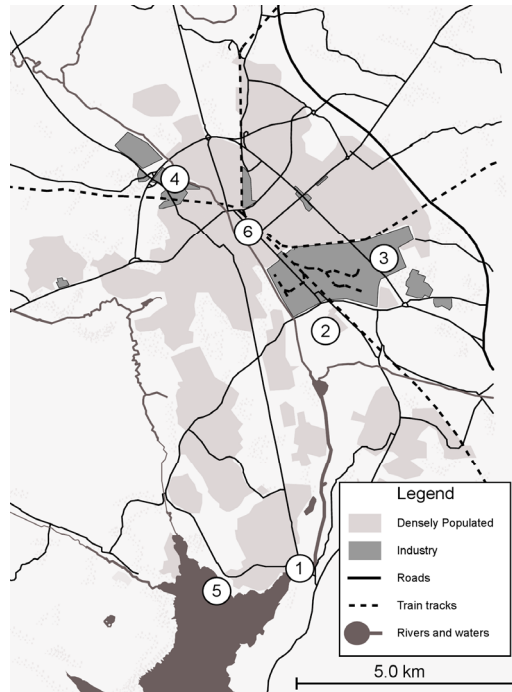 4
6
3
2
1
5
Legend
Densely Populated
Industry
Roads
Train tracks
Rivers and waters
5.0 km